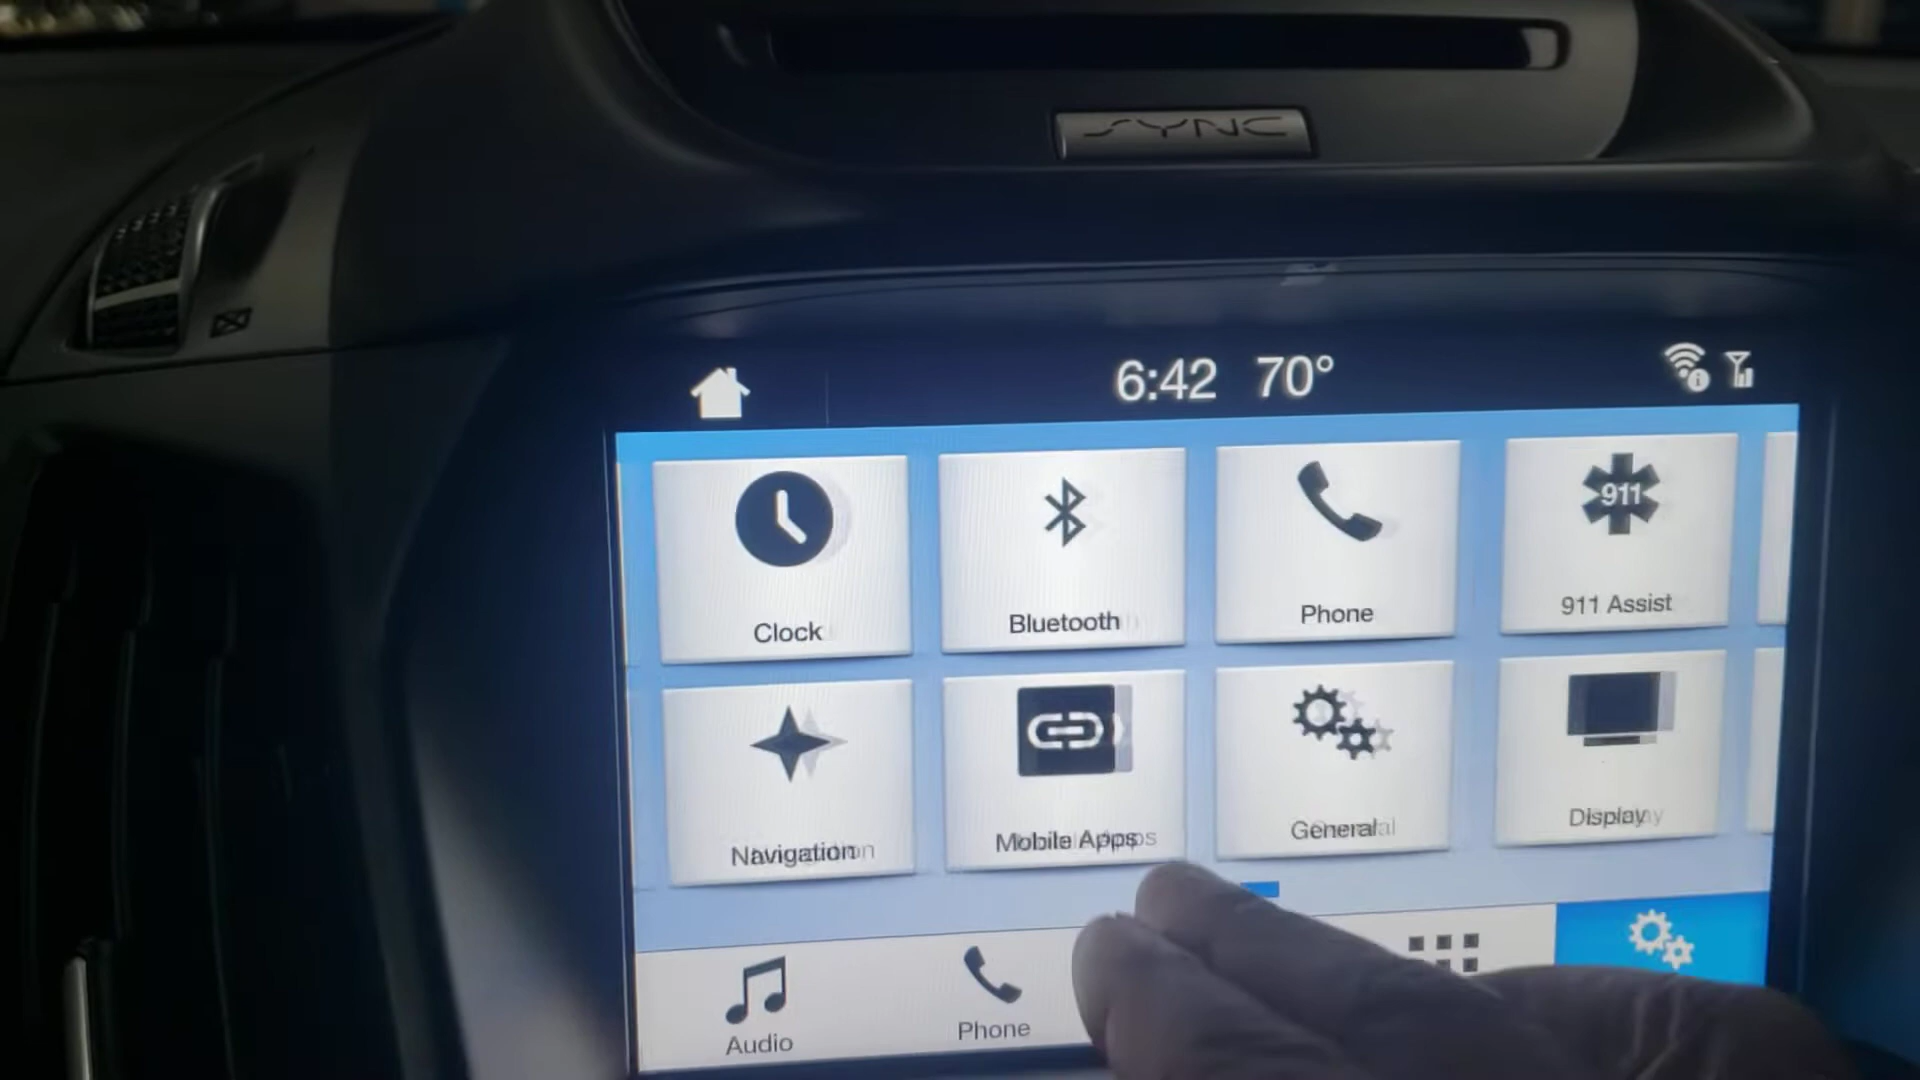 SYNC
6:42 70°
Clock
Bluetooth
Phone
911
911 Assist
Navigation
Mobile Apps
General
Display
Audio
Phone